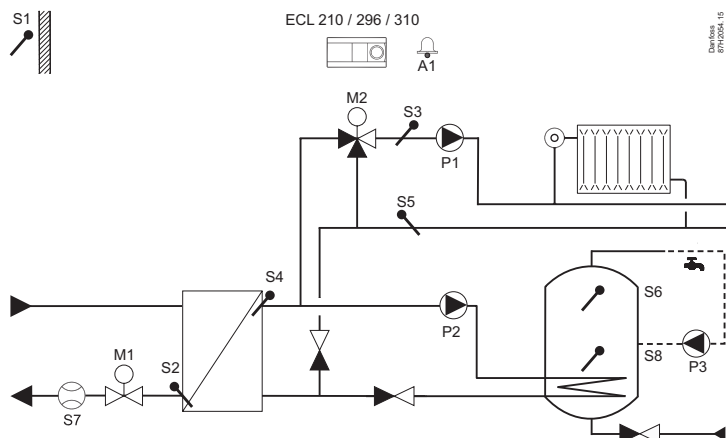 S1
ECL 210 / 296 / 310
A1
Danfoss
87H2054.15
M2
S3
P1
S5
S4
S6
P2
M1
S2
S8
P3
S7